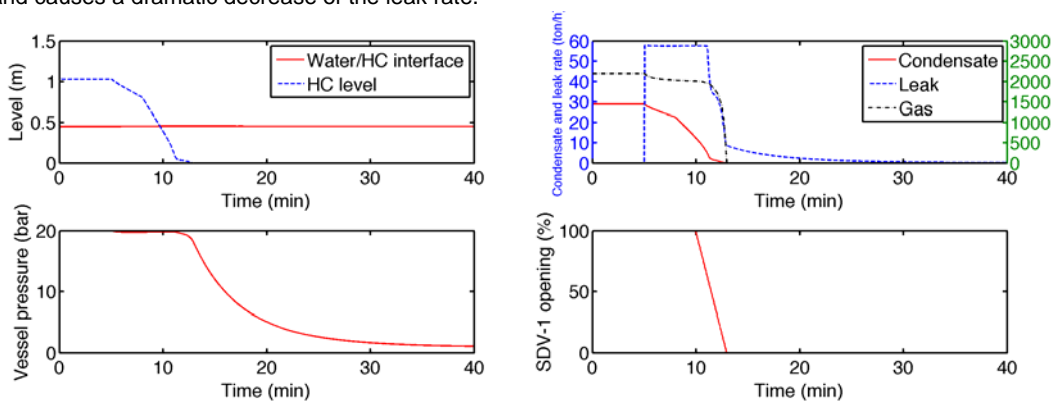 and causes a dramatic decrease of the leak rate.
1.5
1
0.5
0
Level (m)
Water/HC interface
HC level
0 10 20 30 40
Time (min)
60
50
40
30
20
10
0
Condensate and leak rate (ton/h)
Condensate
Leak
Gas
3000
2500
2000
1500
1000
500
0
0 10 20 30 40
Time (min)
20
10
0
Vessel pressure (bar)
0 10 20 30 40
Time (min)
100
50
0
SDV-1 opening (%)
0 10 20 30 40
Time (min)